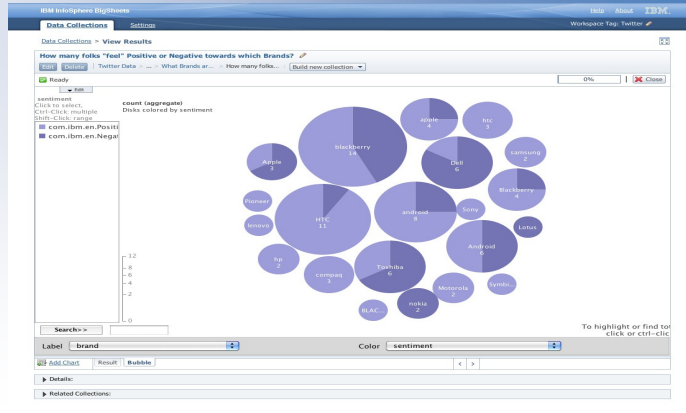 IBM InfoSphere BigSheets
Help About IBM.
Data Collections Settings
Workspace Tag: Twitter
Data Collections > View Results
How many folks "feel" Positive or Negative towards which Brands?
Edit Delete Twitter Data > ... > What Brands ar... > How many folks... Build new collection
Ready
0% Close
sentiment
Click to select,
Ctrl-Click: multiple
Shift-Click: range
com.ibm.en.Positi
com.ibm.en.Negat
count (aggregate)
Disks colored by sentiment
apple
4
htc
3
blackberry
14
samsung
2
Apple
3
Dell
6
Blackberry
4
Pioneer
HTC
11
android
8
Sony
lenovo
Lotus
Android
6
hp
2
Toshiba
6
compaq
3
Motorola
2
Symbi...
BLAC...
nokia
2
12
8
6
4
2
0
Search>>
To highlight or find tot
click or ctrl-clic
Label brand Color sentiment
Add Chart Result Bubble < >
Details:
Related Collections: